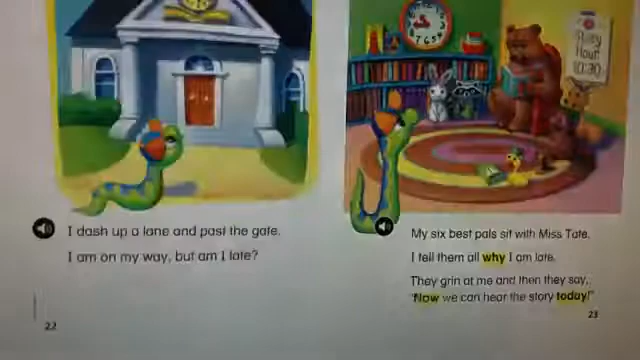 I dash up a lane and past the gate.
I am on my way, but am I late?
22
Story
Hour
10:30
My six best pals sit with Miss Tate.
I tell them all why I am late.
They grin at me and then they say,
"Now we can hear the story today!"
23